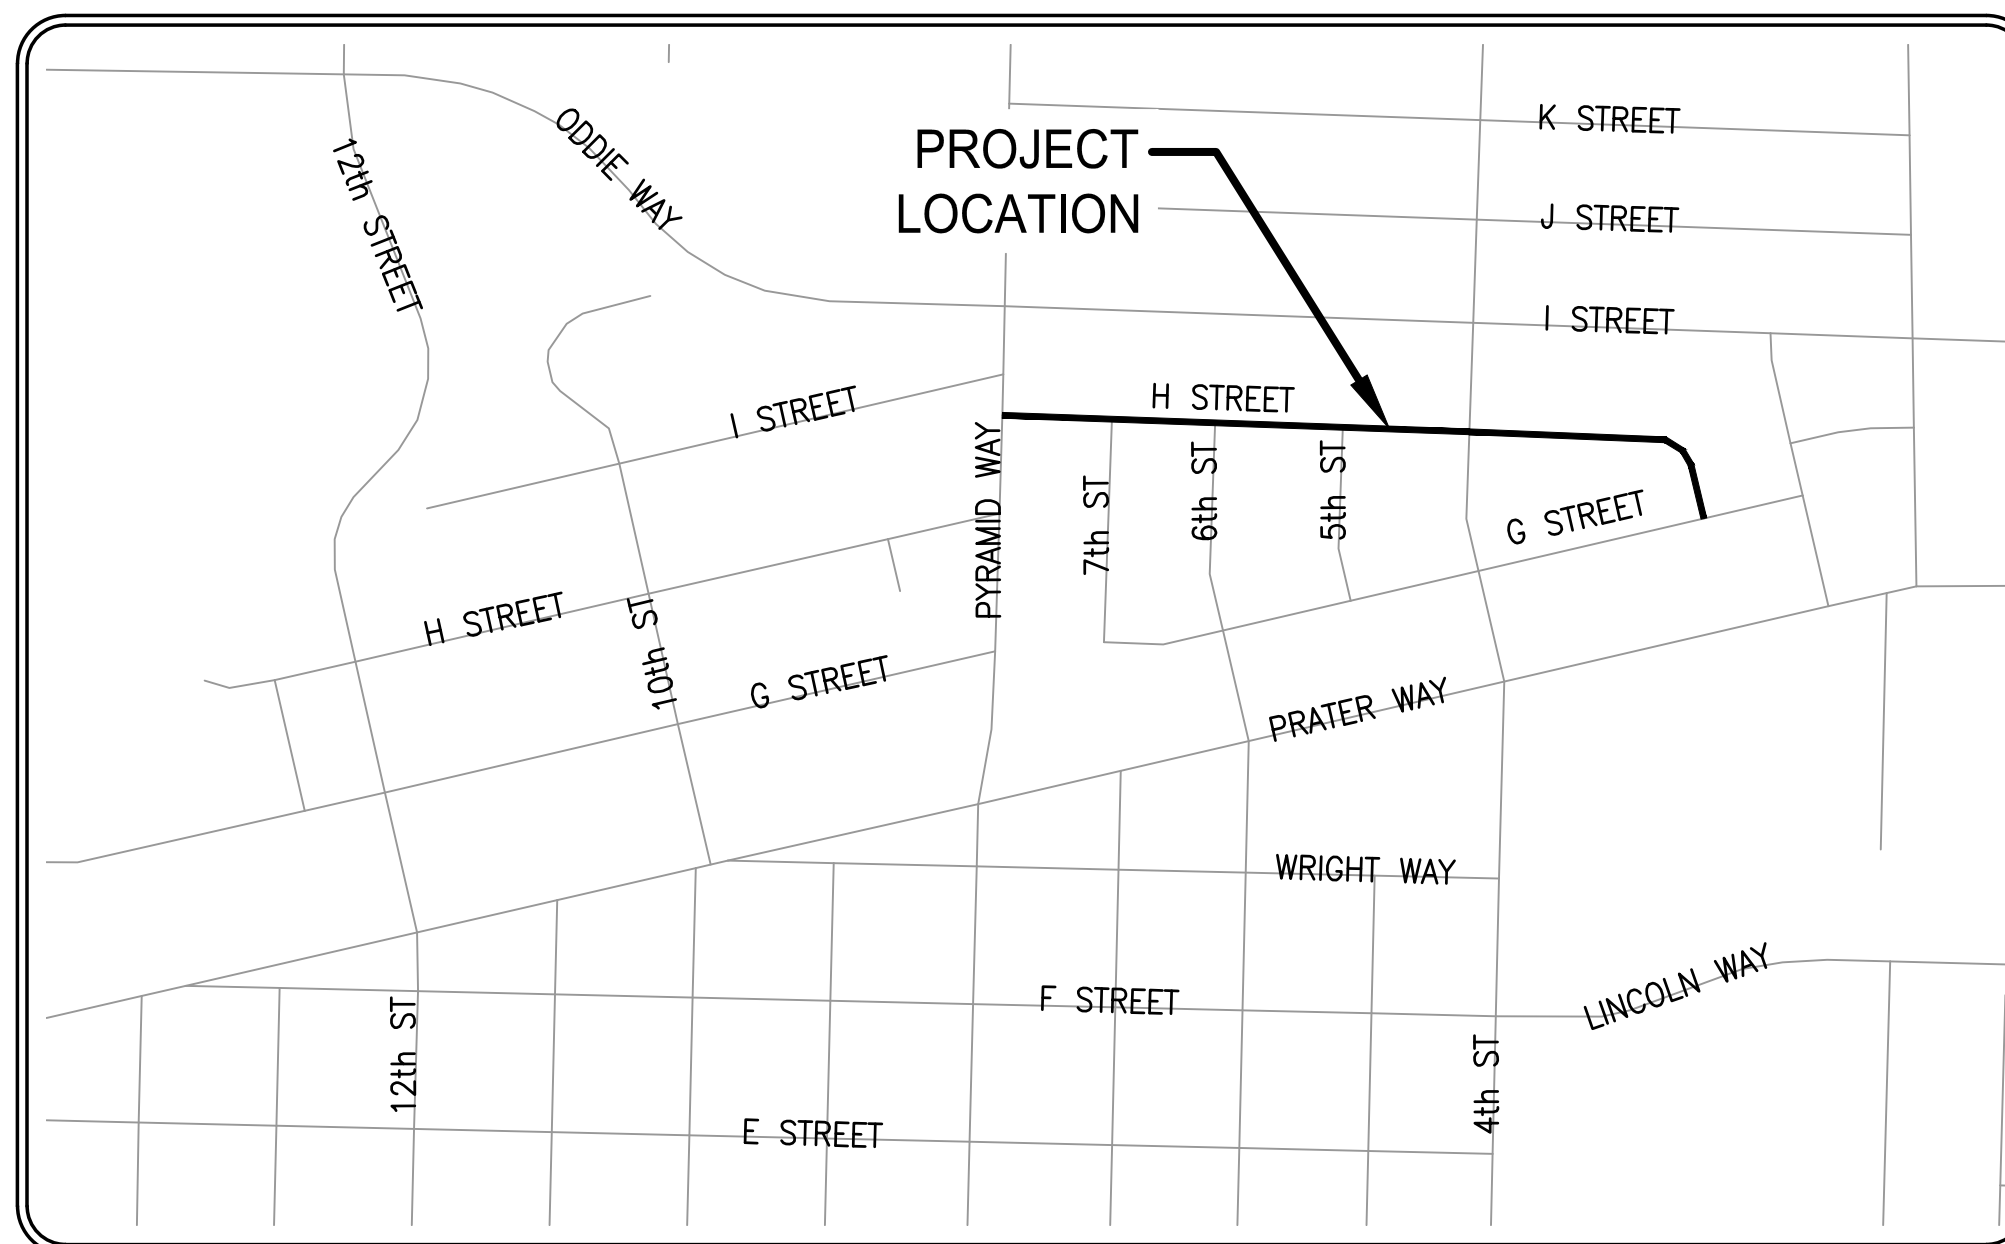 K STREET
ODDIE WAY
PROJECT
LOCATION
12th STREET
J STREET
I STREET
I STREET
H STREET
PYRAMID WAY
7th ST
6th ST
5th ST
G STREET
H STREET
10th ST
G STREET
PRATER WAY
WRIGHT WAY
LINCOLN WAY
F STREET
12th ST
4th ST
E STREET